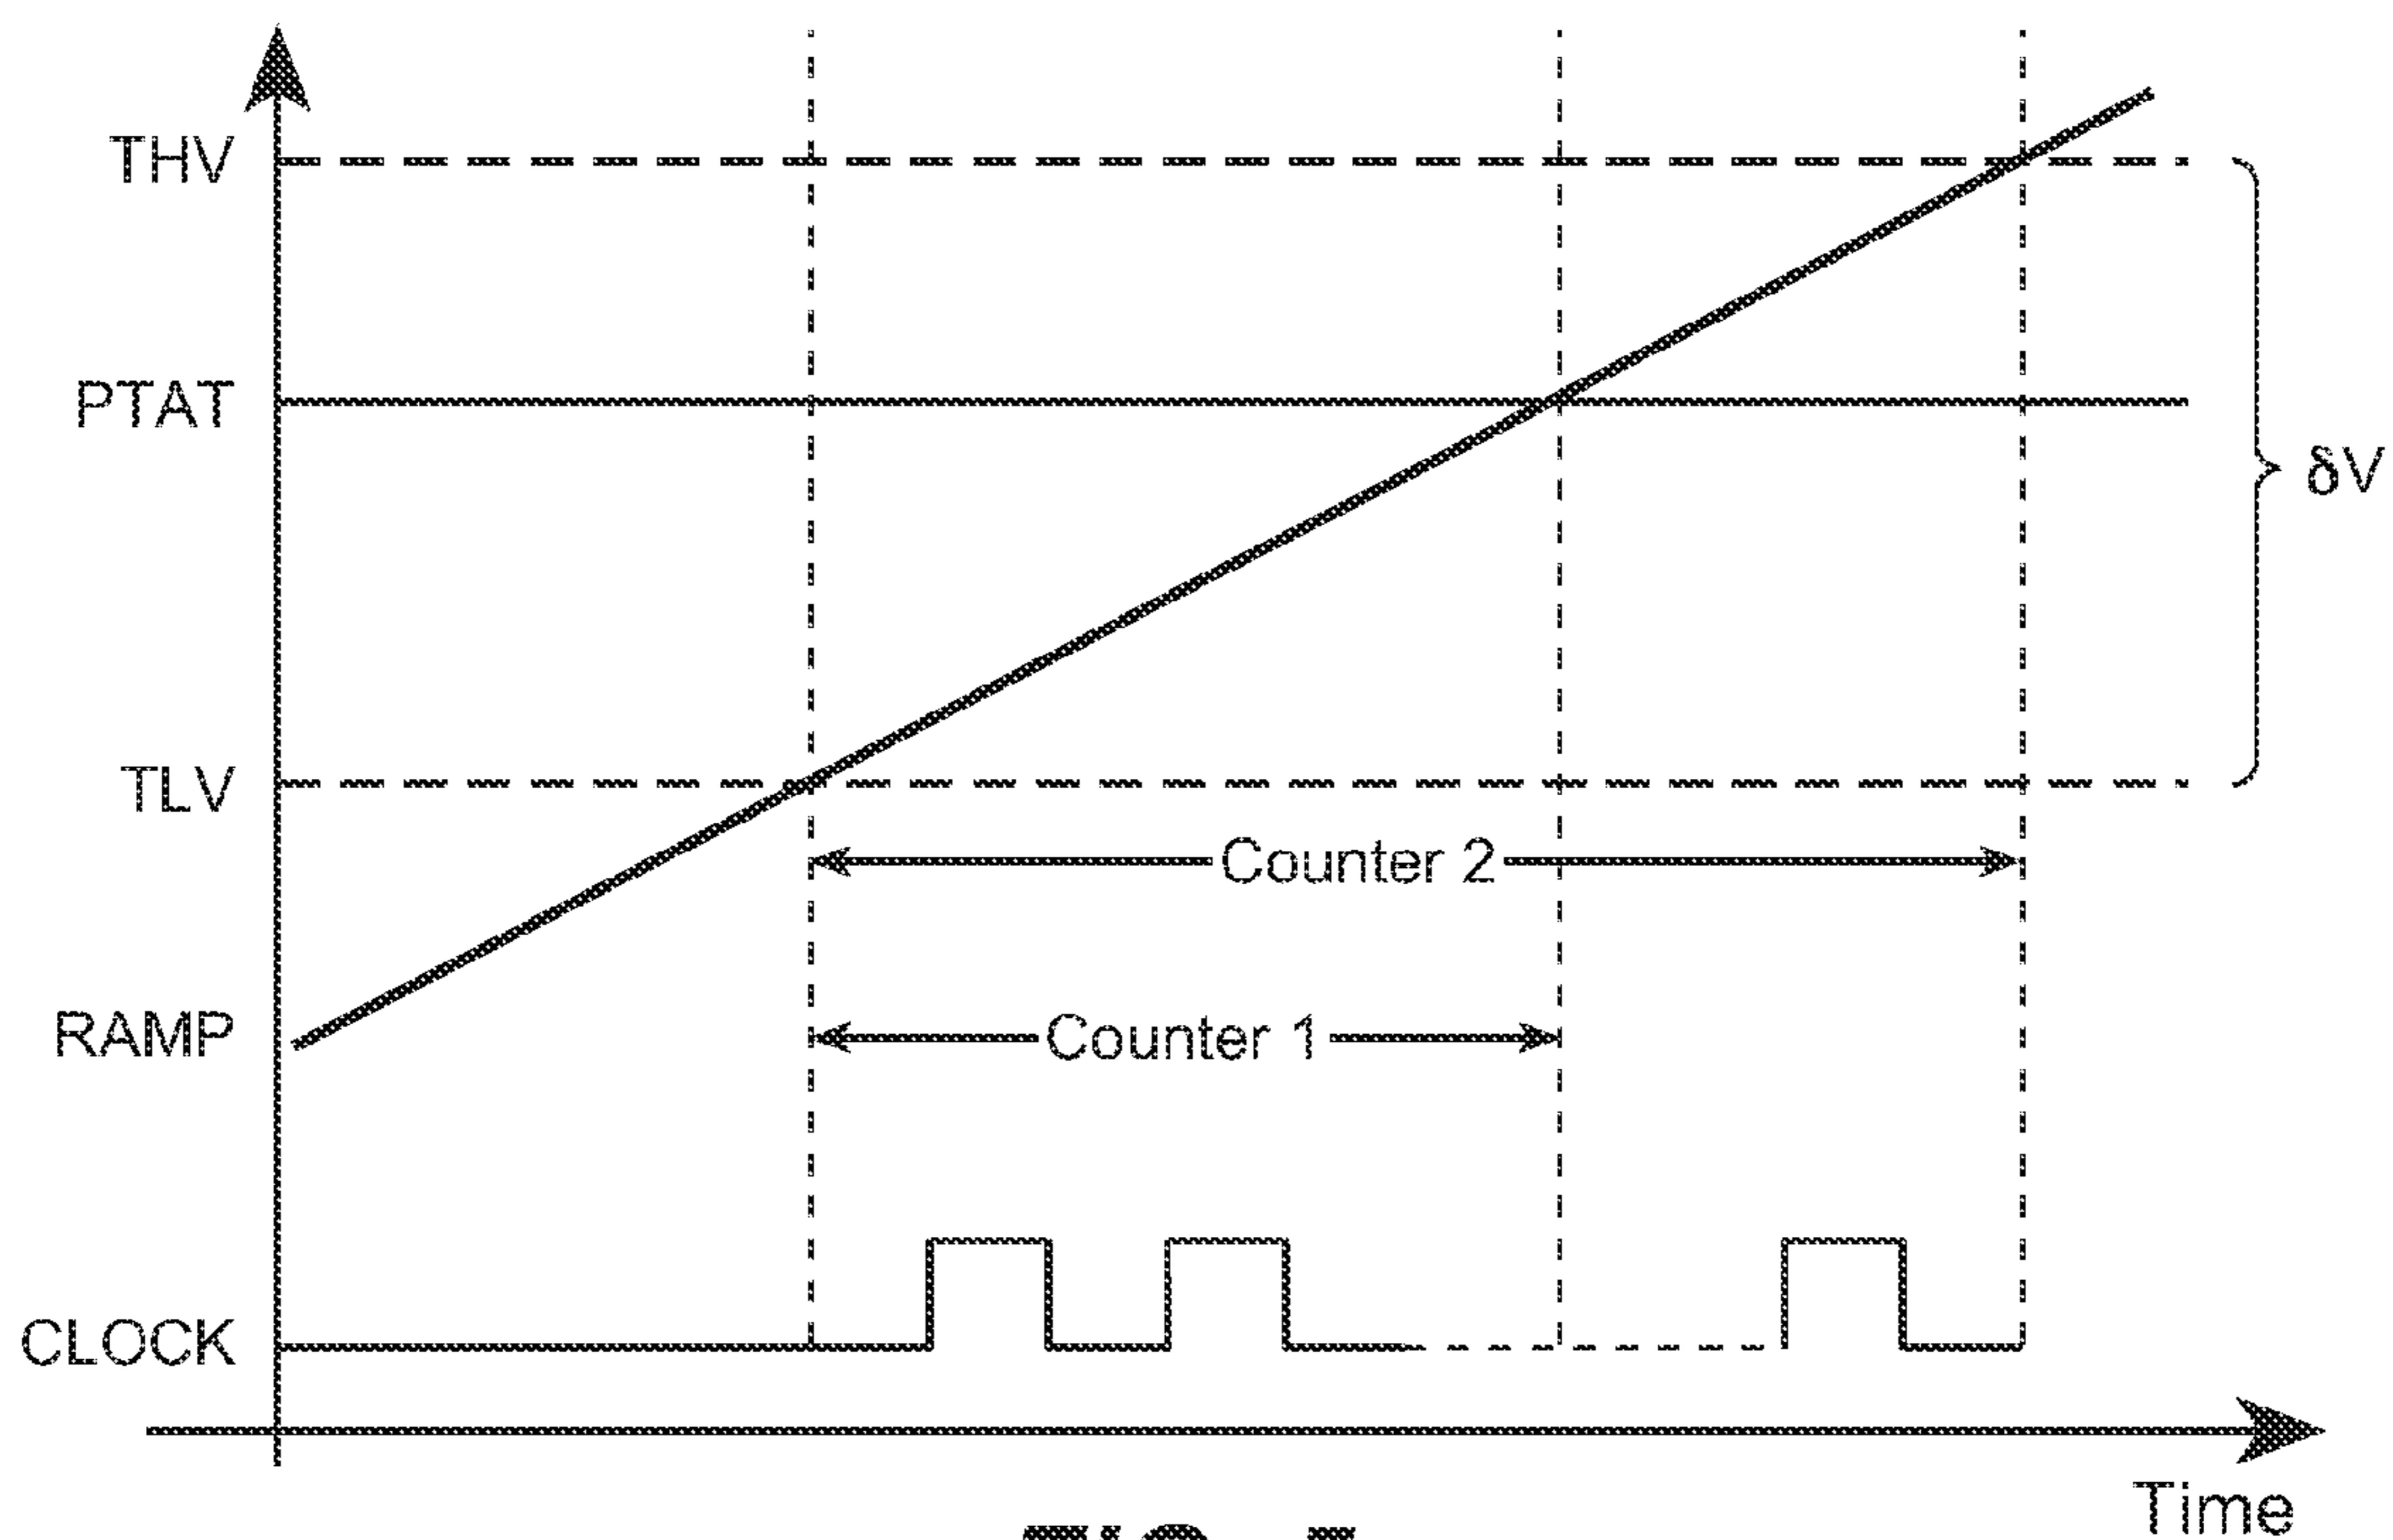 THV
PTAT
δV
TLV
Counter 2
RAMP
Counter 1
CLOCK
Time